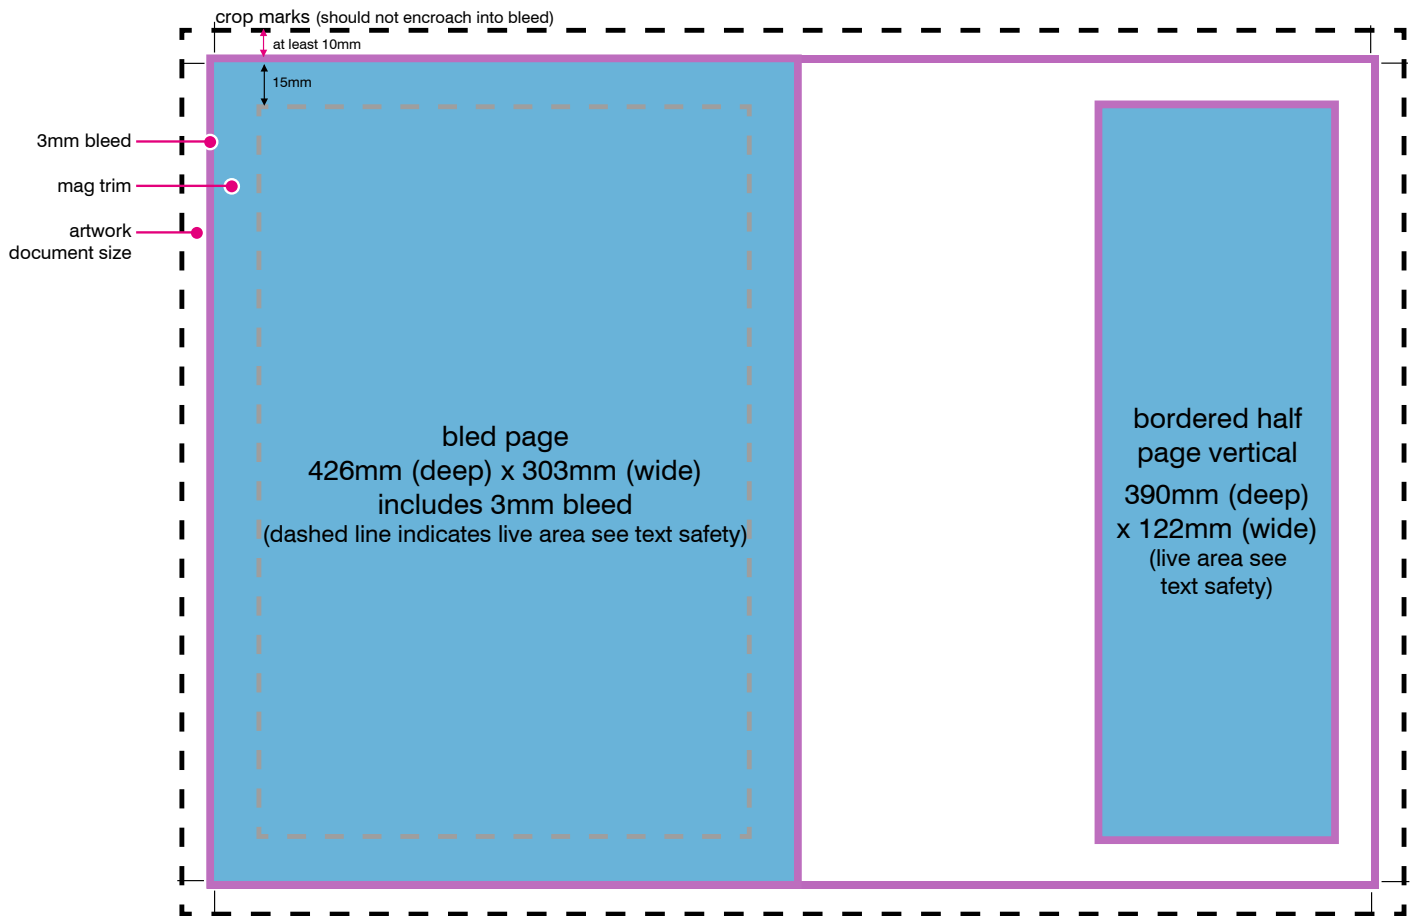 crop marks (should not encroach into bleed)
at least 10mm
15mm
3mm bleed
mag trim
artwork
document size
bled page
426mm (deep) x 303mm (wide)
includes 3mm bleed
(dashed line indicates live area see text safety)
bordered half
page vertical
390mm (deep)
x 122mm (wide)
(live area see
text safety)